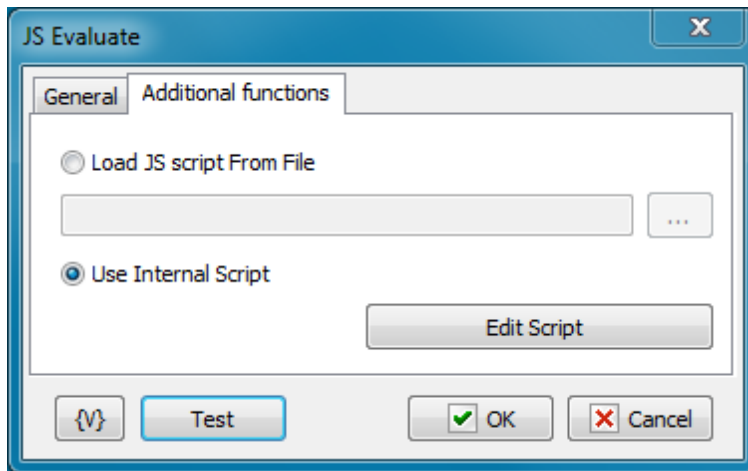 JS Evaluate
General Additional functions
Load JS script From File
...
Use Internal Script
Edit Script
{V} Test OK Cancel